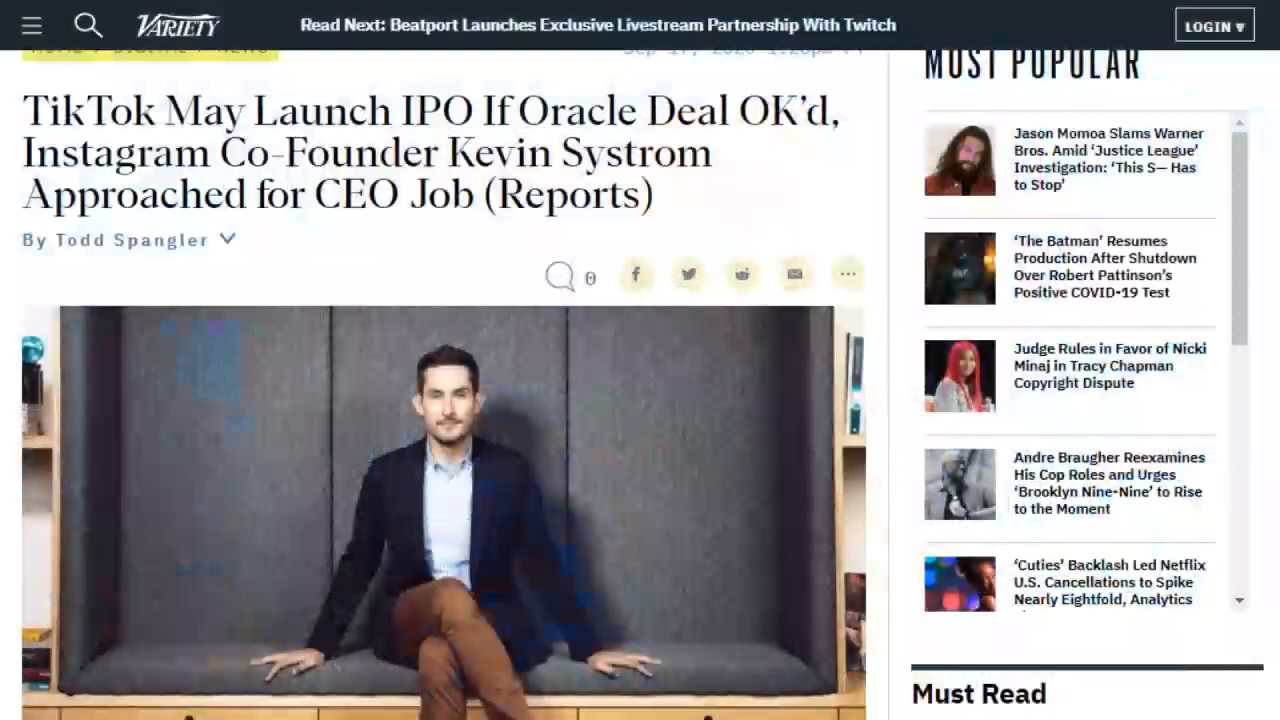 VARIETY
Read Next: Beatport Launches Exclusive Livestream Partnership With Twitch
LOGIN ▾
TikTok May Launch IPO If Oracle Deal OK’d,
Instagram Co-Founder Kevin Systrom
Approached for CEO Job (Reports)
By Todd Spangler
0
MOST POPULAR
Jason Momoa Slams Warner
Bros. Amid ‘Justice League’
Investigation: ‘This S— Has
to Stop’
‘The Batman’ Resumes
Production After Shutdown
Over Robert Pattinson’s
Positive COVID-19 Test
Judge Rules in Favor of Nicki
Minaj in Tracy Chapman
Copyright Dispute
Andre Braugher Reexamines
His Cop Roles and Urges
‘Brooklyn Nine-Nine’ to Rise
to the Moment
‘Cuties’ Backlash Led Netflix
U.S. Cancellations to Spike
Nearly Eightfold, Analytics
Must Read